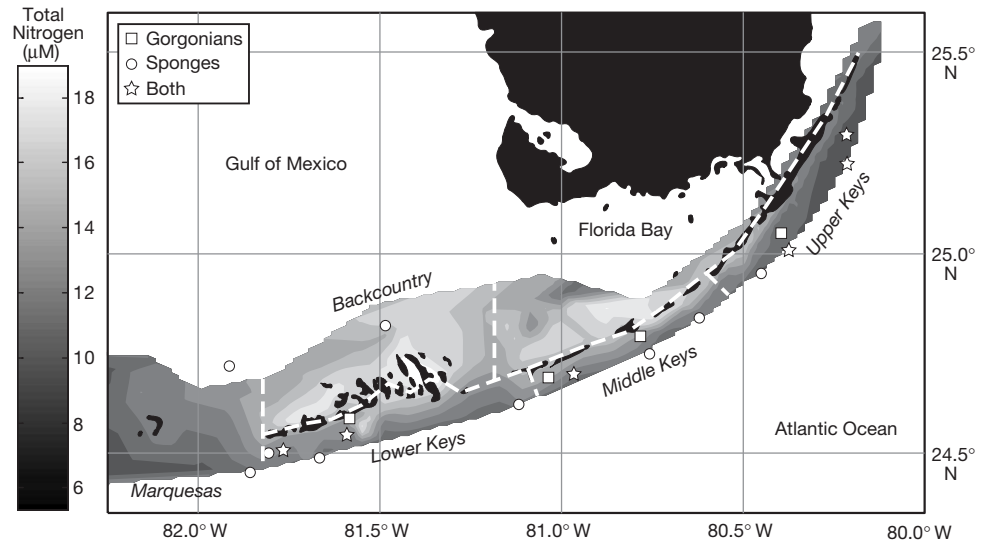 Total
Nitrogen
(μM)
18
16
14
12
10
8
6
Gorgonians
Sponges
Both
Gulf of Mexico
Florida Bay
Backcountry
Upper Keys
Middle Keys
Lower Keys
Atlantic Ocean
Marquesas
25.5°
N
25.0°
N
24.5°
N
82.0° W
81.5° W
81.0° W
80.5° W
80.0° W